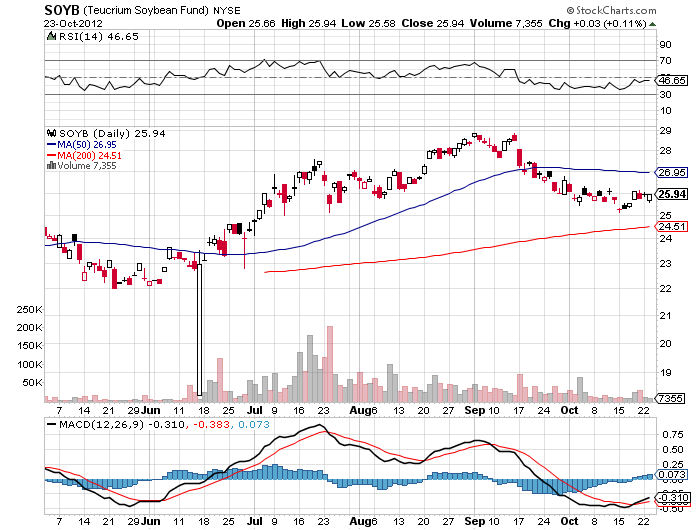 SOYB (Teucrium Soybean Fund) NYSE © StockCharts.com
23-Oct-2012 Open 25.66 High 25.94 Low 25.58 Close 25.94 Volume 7,355 Chg +0.03 (+0.11%)
RSI(14) 46.65
90
70
50
46.65
30
10
SOYB (Daily) 25.94
MA(50) 26.95
MA(200) 24.51
Volume 7,355
29
28
27
26.95
26
25.94
25
24.51
24
23
22
21
20
19
7355
250K
200K
150K
100K
50K
7 14 21 29 Jun 11 18 25 Jul 9 16 23 Aug 6 13 20 27 Sep 10 17 24 Oct 8 15 22
MACD(12,26,9) -0.310, -0.383, 0.073
0.75
0.50
0.25
0.073
-0.310
-0.50
7 14 21 29 Jun 11 18 25 Jul 9 16 23 Aug 6 13 20 27 Sep 10 17 24 Oct 8 15 22